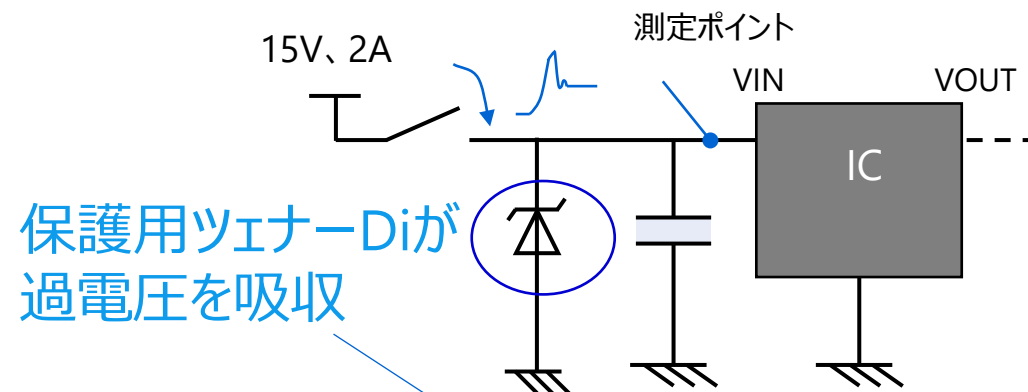 測定ポイント
15V、2A
VIN
VOUT
IC
保護用ツェナーDiが
過電圧を吸収